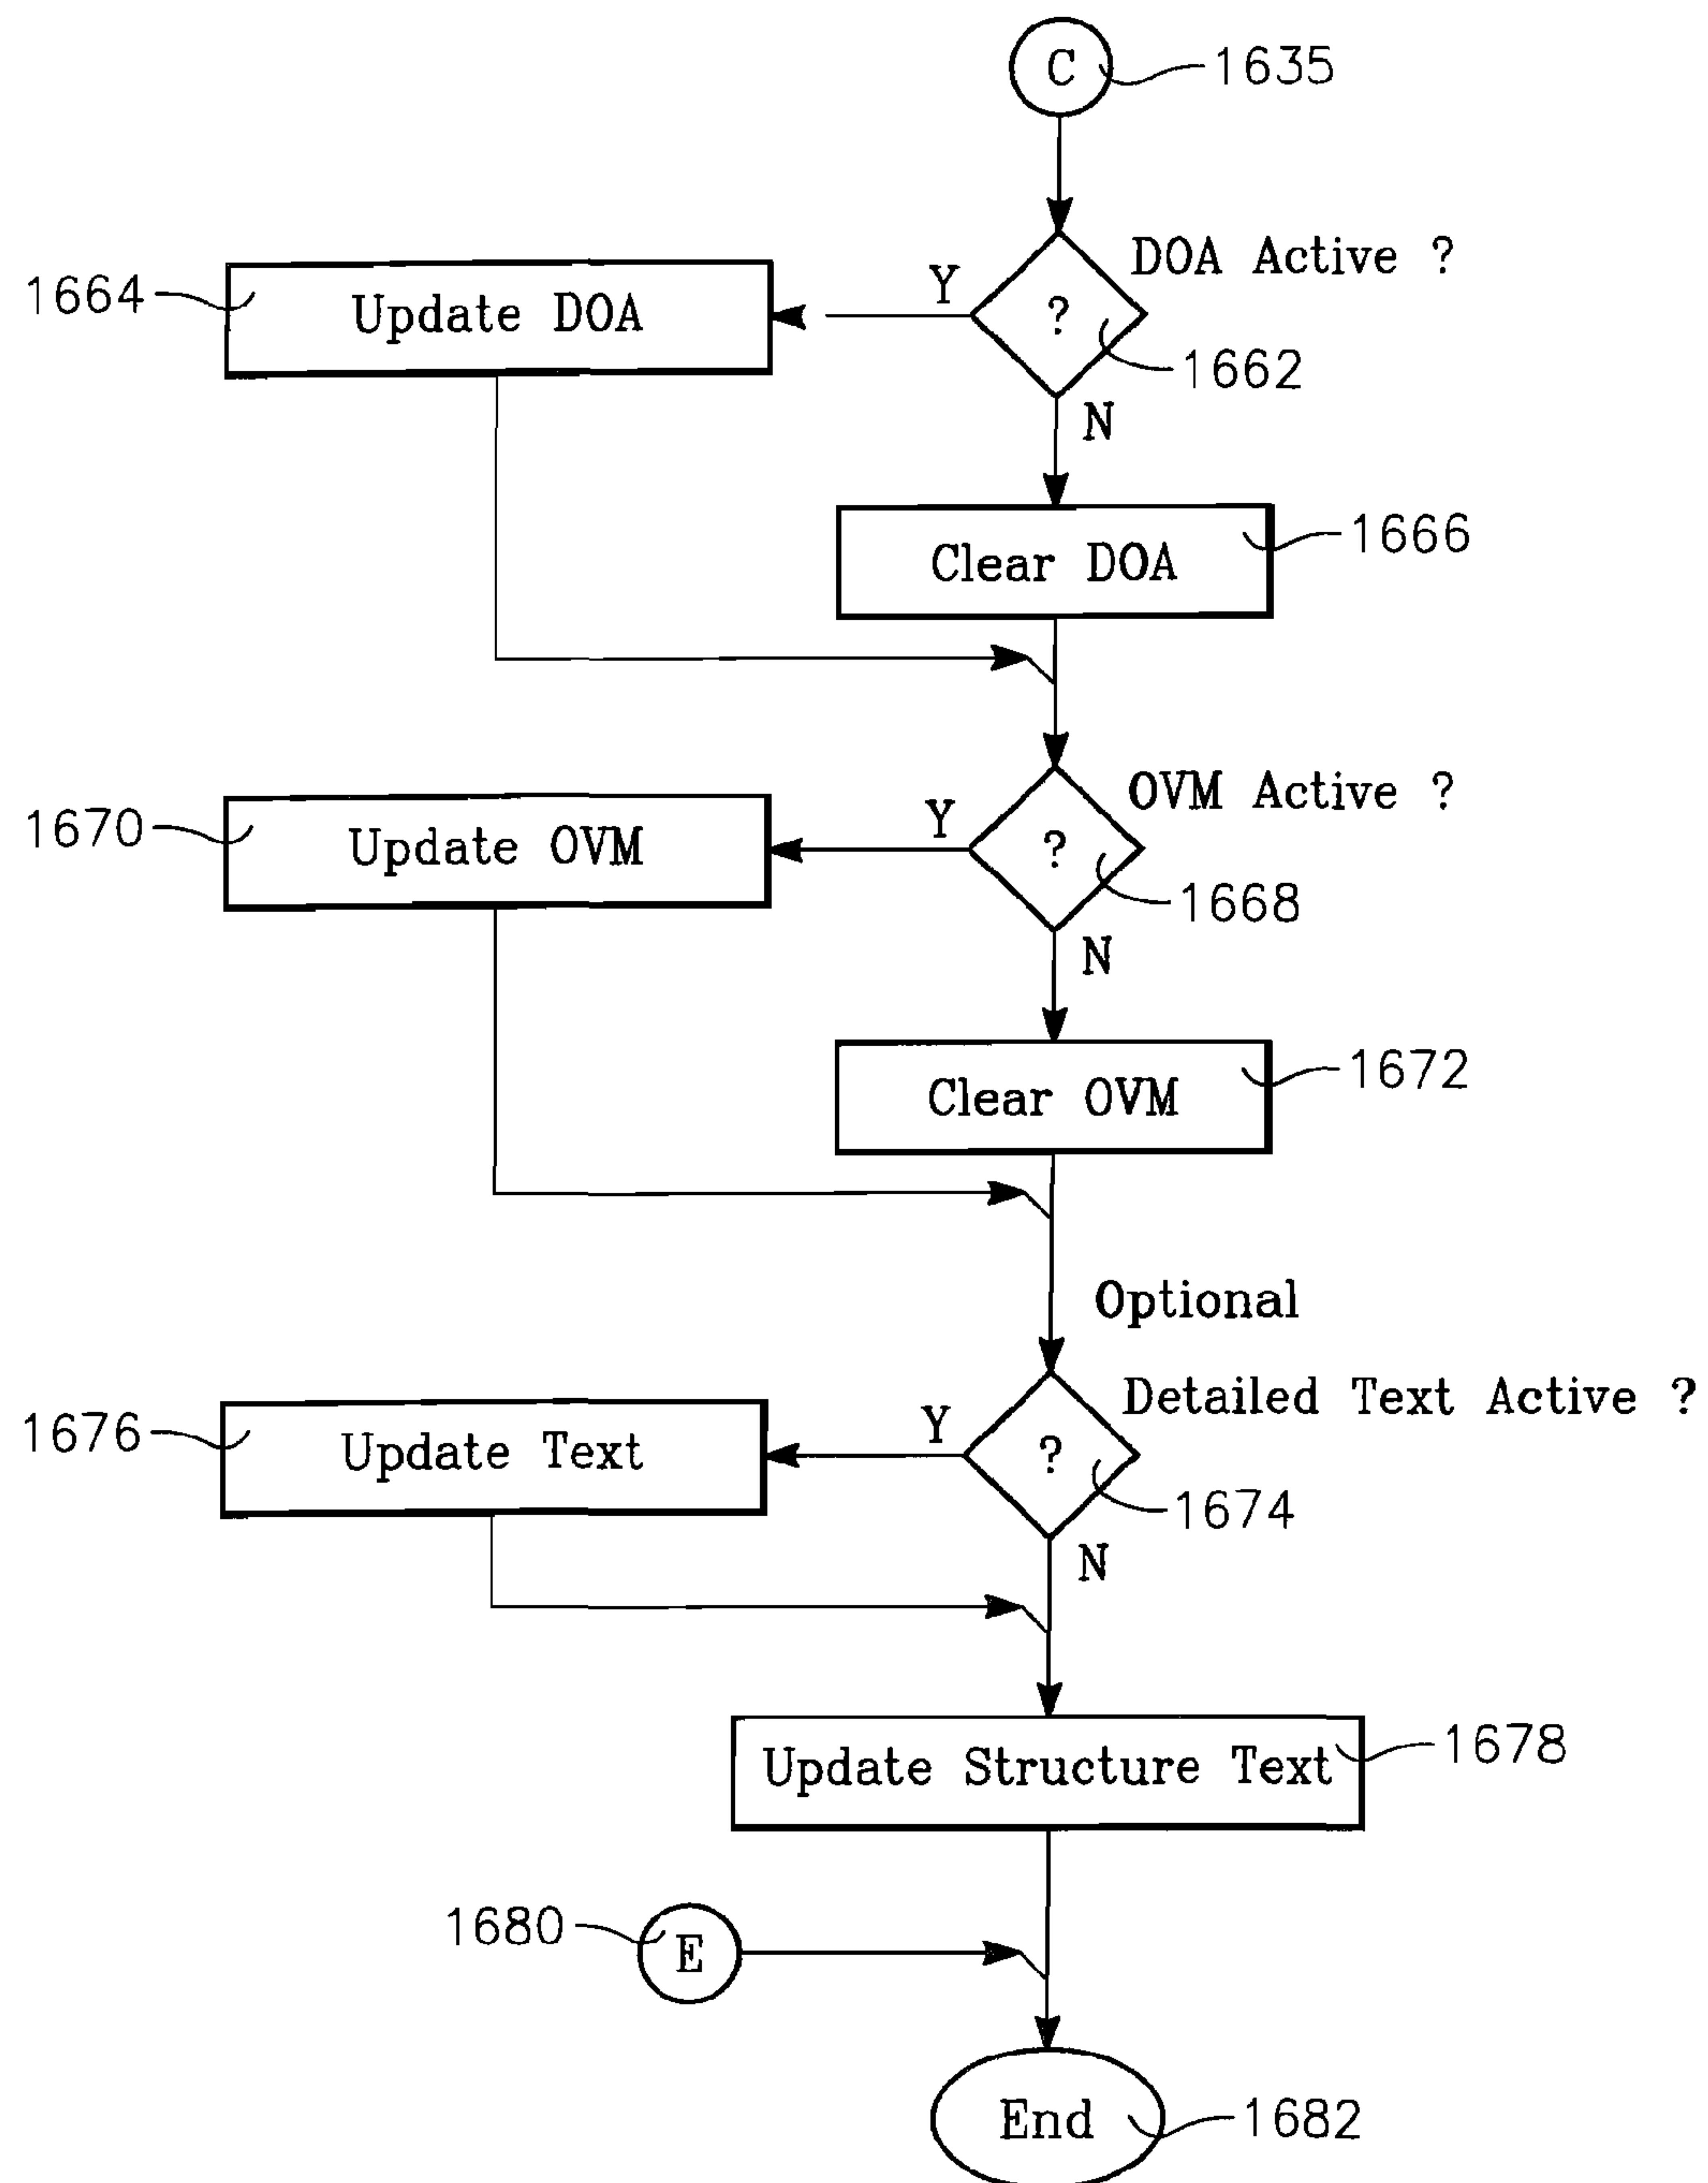 C
1635
DOA Active ?
Y
?
1664
Update DOA
1662
N
1666
Clear DOA
OVM Active ?
Y
?
1670
Update OVM
1668
N
1672
Clear OVM
Optional
Detailed Text Active ?
Y
?
1676
Update Text
1674
N
1678
Update Structure Text
1680
E
End
1682